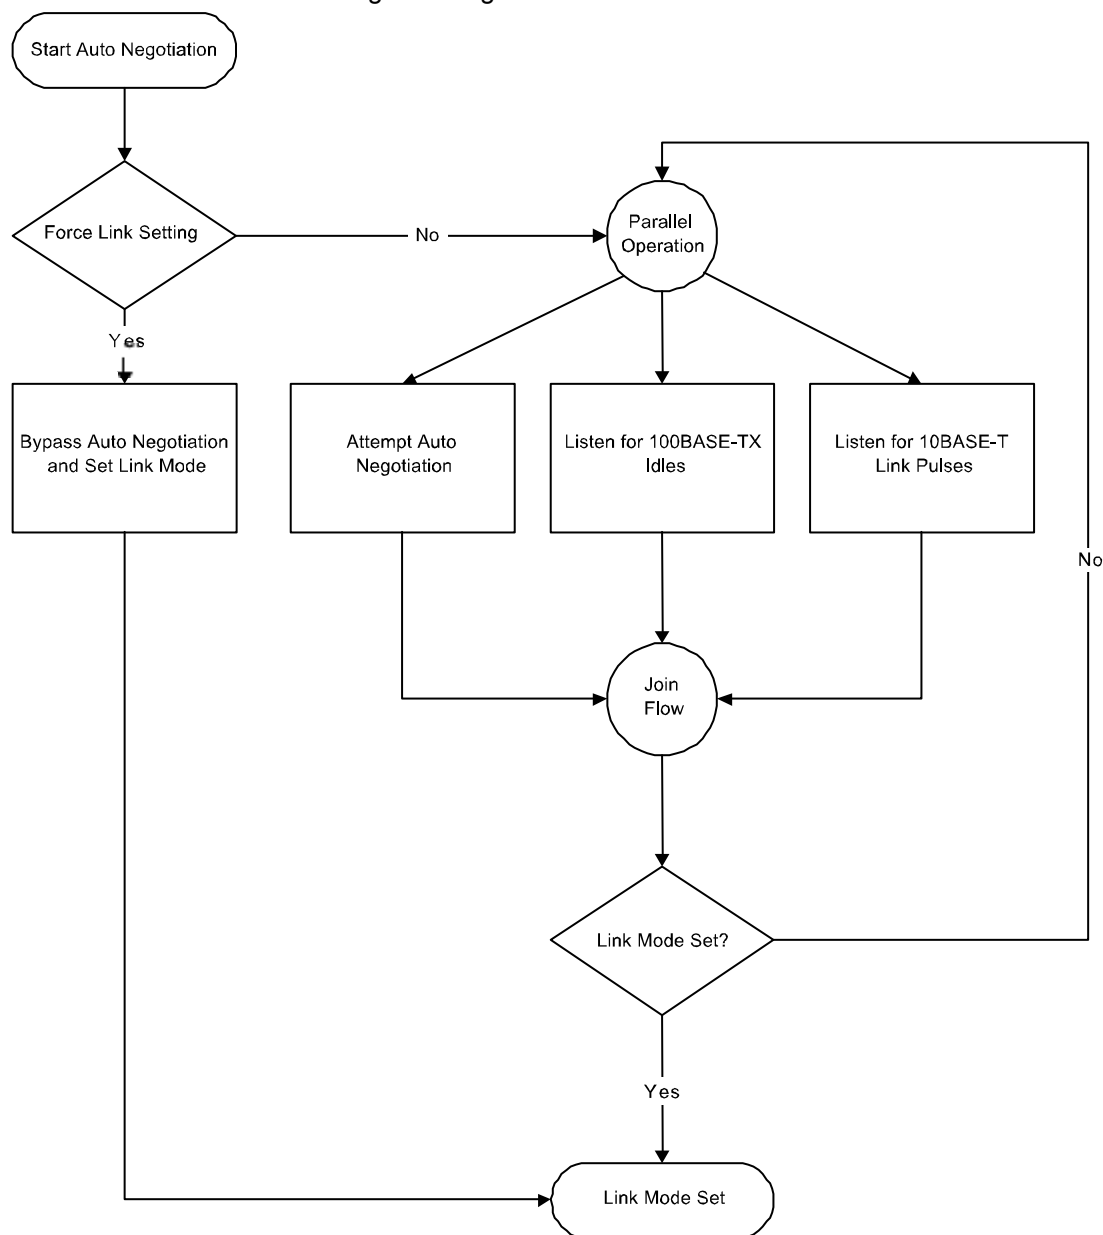 Start Auto Negotiation
Force Link Setting
No
Parallel
Operation
Yes
Bypass Auto Negotiation
and Set Link Mode
Attempt Auto
Negotiation
Listen for 100BASE-TX
Idles
Listen for 10BASE-T
Link Pulses
No
Join
Flow
Link Mode Set?
Yes
Link Mode Set